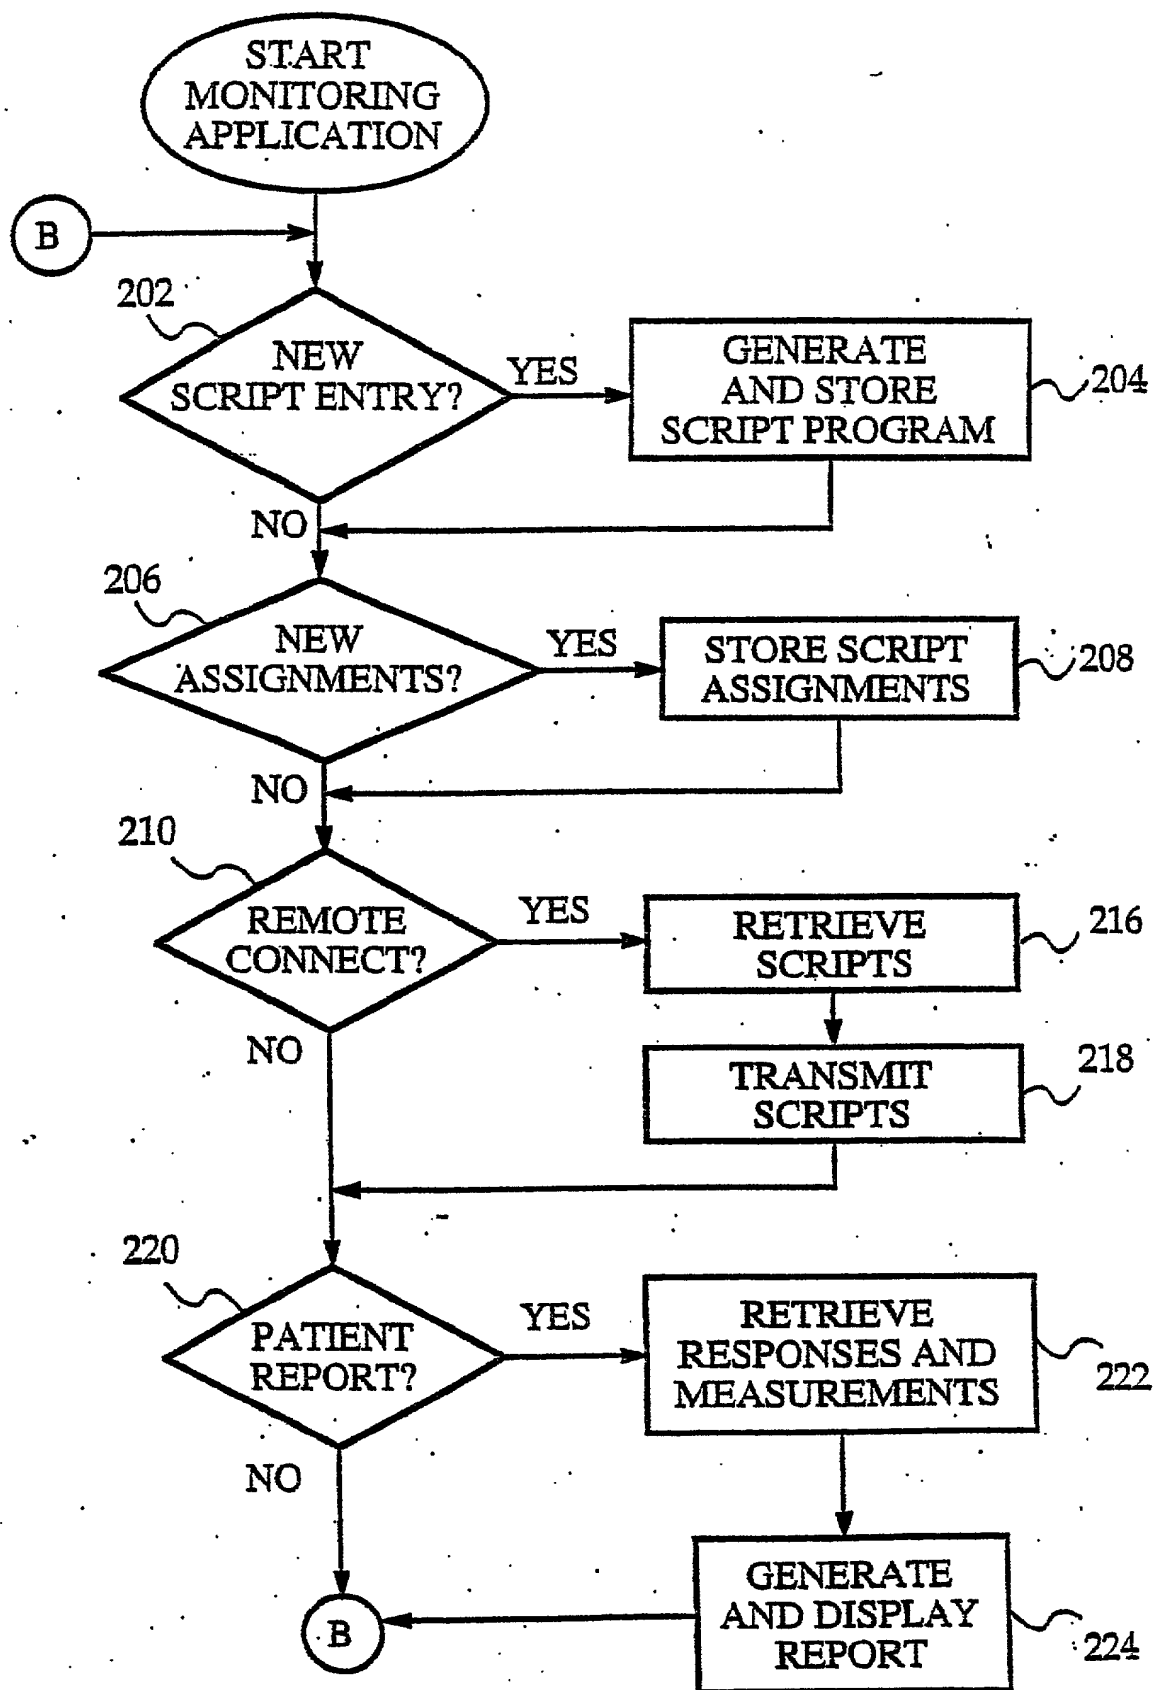 START
MONITORING
APPLICATION
B
202
NEW
SCRIPT ENTRY?
YES
GENERATE
AND STORE
SCRIPT PROGRAM
204
NO
206
NEW
ASSIGNMENTS?
YES
STORE SCRIPT
ASSIGNMENTS
208
NO
210
REMOTE
CONNECT?
YES
RETRIEVE
SCRIPTS
216
NO
TRANSMIT
SCRIPTS
218
220
PATIENT
REPORT?
YES
RETRIEVE
RESPONSES AND
MEASUREMENTS
222
NO
B
GENERATE
AND DISPLAY
REPORT
224